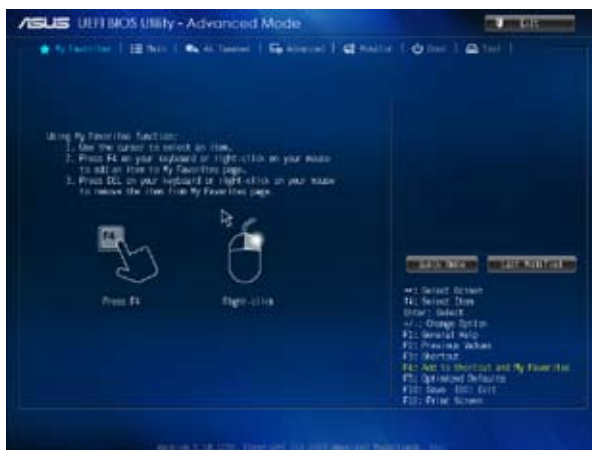 ASUS UEFI BIOS Utility - Advanced Mode
Exit
My Favorites | Main | Ai Tweaker | Advanced | Monitor | Boot | Tool |
Using My Favorites function:
1. Use the cursor to select an item.
2. Press F4 on your keyboard or right-click on your mouse
to add an item to My Favorites page.
3. Press DEL on your keyboard or right-click on your mouse
to remove the item from My Favorites page.
F4
Press F4
Right-click
Quick Note
Last Modified
Select Screen
Select Item
Enter: Select
+/-: Change Option
F1: General Help
F2: Previous Values
F3: Shortcut
F4: Add to Shortcut and My Favorites
F5: Optimized Defaults
F10: Save ESC: Exit
F12: Print Screen